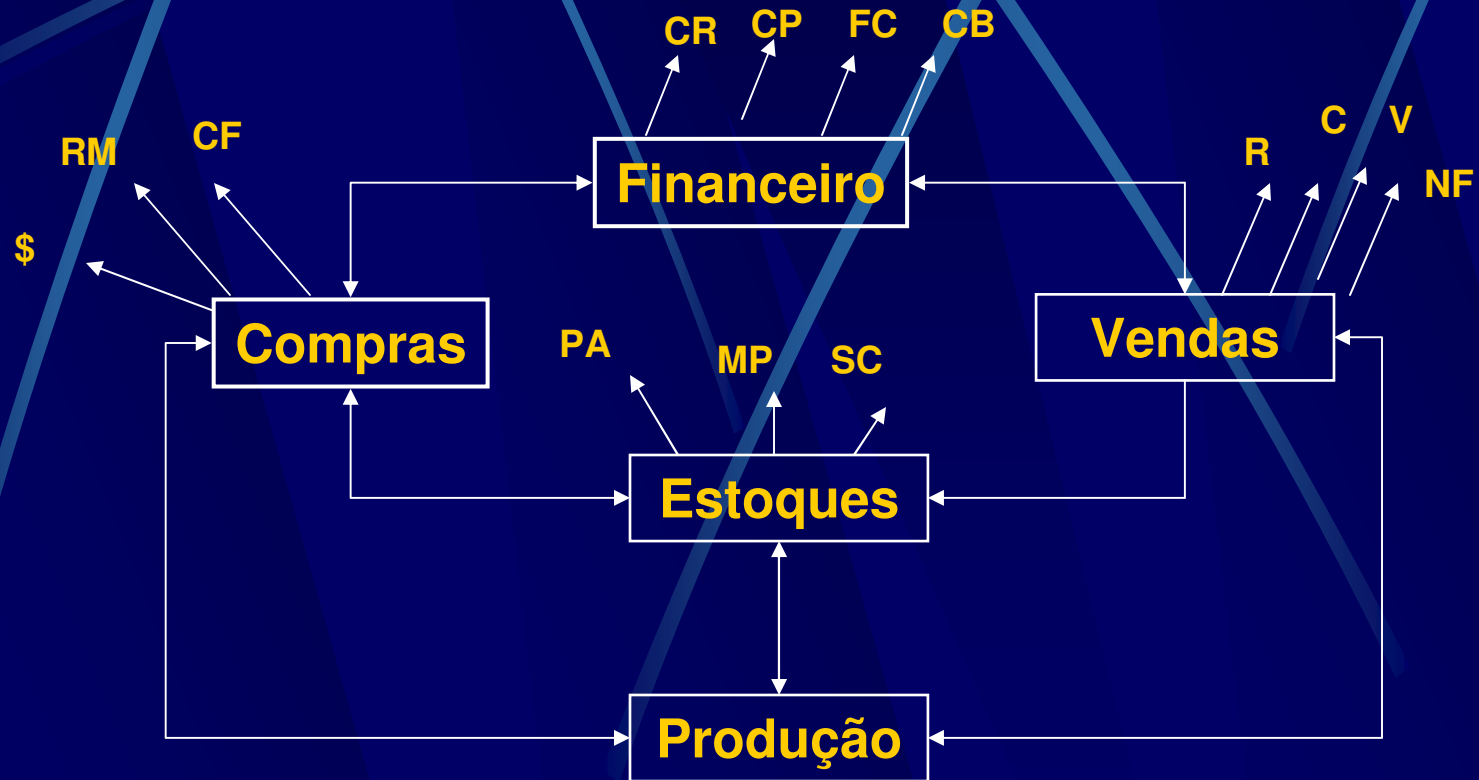 CR CP FC CB
RM CF
R C V NF
$
Financeiro
Compras
Vendas
PA MP SC
Estoques
Produção